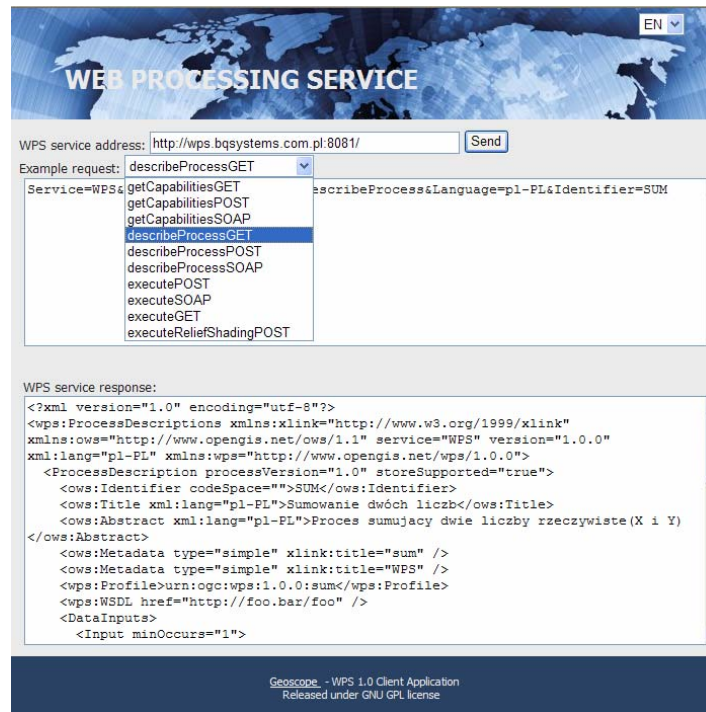 EN
WEB PROCESSING SERVICE
WPS service address: http://wps.bqsystems.com.pl:8081/ Send
Example request: describeProcessGET
Service=WPS& escribeProcess&Language=pl-PL&Identifier=SUM
getCapabilitiesGET
getCapabilitiesPOST
getCapabilitiesSOAP
describeProcessGET
describeProcessPOST
describeProcessSOAP
executePOST
executeSOAP
executeGET
executeReliefShadingPOST
WPS service response:
<?xml version="1.0" encoding="utf-8"?>
<wps:ProcessDescriptions xmlns:xlink="http://www.w3.org/1999/xlink"
xmlns:ows="http://www.opengis.net/ows/1.1" service="WPS" version="1.0.0"
xml:lang="pl-PL" xmlns:wps="http://www.opengis.net/wps/1.0.0">
<ProcessDescription processVersion="1.0" storeSupported="true">
<ows:Identifier codeSpace="">SUM</ows:Identifier>
<ows:Title xml:lang="pl-PL">Sumowanie dwóch liczb</ows:Title>
<ows:Abstract xml:lang="pl-PL">Proces sumujacy dwie liczby rzeczywiste(X i Y)
</ows:Abstract>
<ows:Metadata type="simple" xlink:title="sum" />
<ows:Metadata type="simple" xlink:title="WPS" />
<wps:Profile>urn:ogc:wps:1.0.0:sum</wps:Profile>
<wps:WSDL href="http://foo.bar/foo" />
<DataInputs>
<Input minOccurs="1">
Geoscope - WPS 1.0 Client Application
Released under GNU GPL license